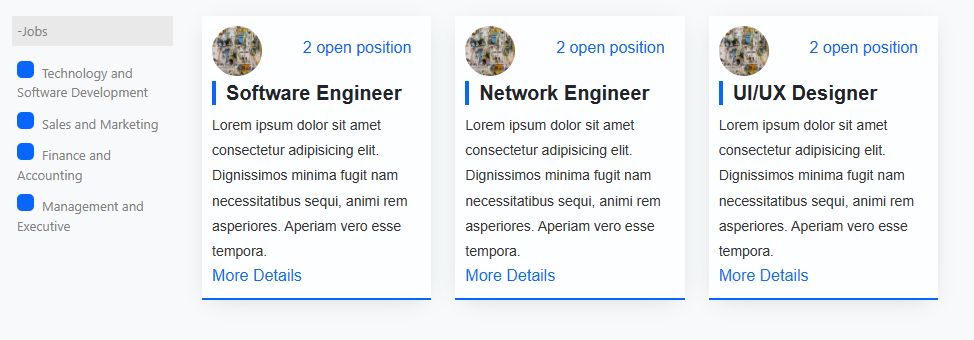 -Jobs
Technology and
Software Development
Sales and Marketing
Finance and
Accounting
Management and
Executive
2 open position
Software Engineer
Lorem ipsum dolor sit amet
consectetur adipisicing elit.
Dignissimos minima fugit nam
necessitatibus sequi, animi rem
asperiores. Aperiam vero esse
tempora.
More Details
2 open position
Network Engineer
Lorem ipsum dolor sit amet
consectetur adipisicing elit.
Dignissimos minima fugit nam
necessitatibus sequi, animi rem
asperiores. Aperiam vero esse
tempora.
More Details
2 open position
UI/UX Designer
Lorem ipsum dolor sit amet
consectetur adipisicing elit.
Dignissimos minima fugit nam
necessitatibus sequi, animi rem
asperiores. Aperiam vero esse
tempora.
More Details